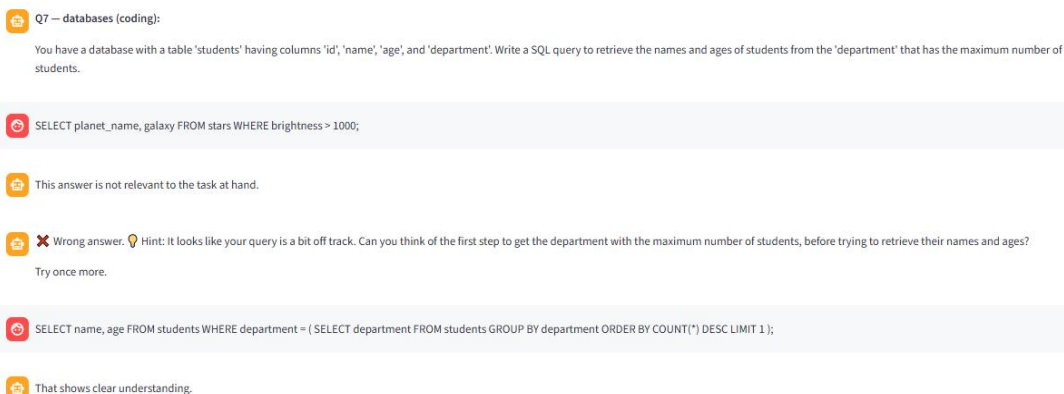 Q7 — databases (coding):
You have a database with a table 'students' having columns 'id', 'name', 'age', and 'department'. Write a SQL query to retrieve the names and ages of students from the 'department' that has the maximum number of
students.
SELECT planet_name, galaxy FROM stars WHERE brightness > 1000;
This answer is not relevant to the task at hand.
❌ Wrong answer. 💡 Hint: It looks like your query is a bit off track. Can you think of the first step to get the department with the maximum number of students, before trying to retrieve their names and ages?
Try once more.
SELECT name, age FROM students WHERE department = ( SELECT department FROM students GROUP BY department ORDER BY COUNT(*) DESC LIMIT 1 );
That shows clear understanding.